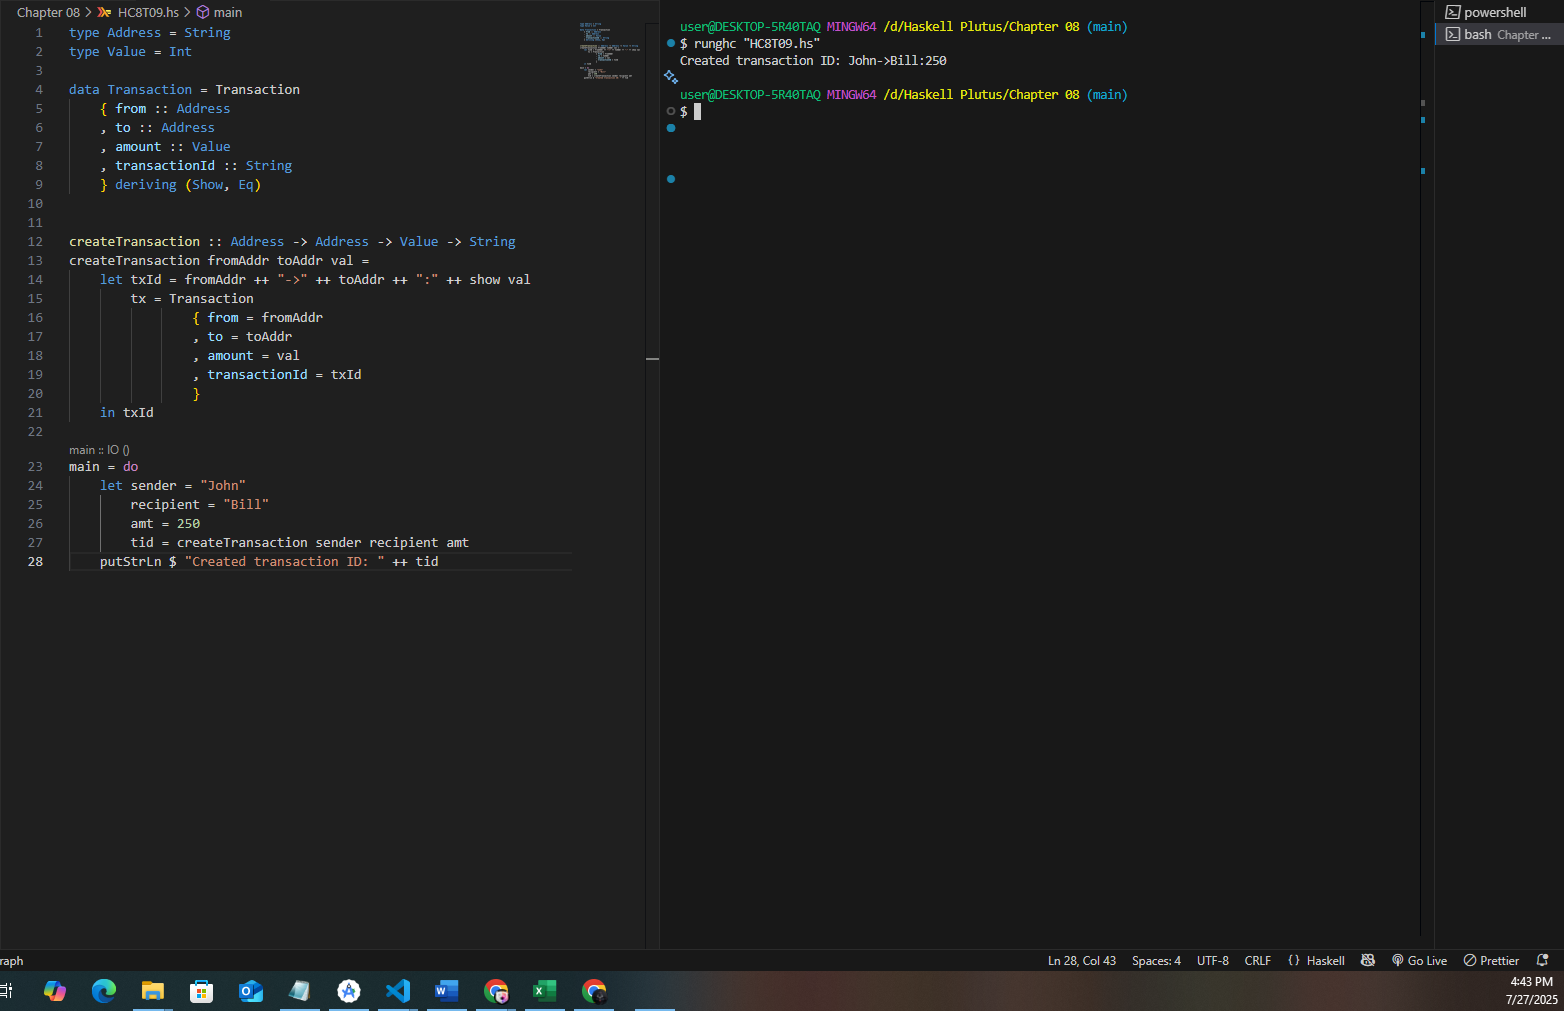 Chapter 08 > HC8T09.hs > main
1 type Address = String
2 type Value = Int
3
4 data Transaction = Transaction
5 { from :: Address
6 , to :: Address
7 , amount :: Value
8 , transactionId :: String
9 } deriving (Show, Eq)
10
11
12 createTransaction :: Address -> Address -> Value -> String
13 createTransaction fromAddr toAddr val =
14 let txId = fromAddr ++ "->" ++ toAddr ++ ":" ++ show val
15 tx = Transaction
16 { from = fromAddr
17 , to = toAddr
18 , amount = val
19 , transactionId = txId
20 }
21 in txId
22
main :: IO ()
23 main = do
24 let sender = "John"
25 recipient = "Bill"
26 amt = 250
27 tid = createTransaction sender recipient amt
28 putStrLn $ "Created transaction ID: " ++ tid
user@DESKTOP-5R40TAQ MINGW64 /d/Haskell Plutus/Chapter 08 (main)
$ runghc "HC8T09.hs"
Created transaction ID: John->Bill:250
user@DESKTOP-5R40TAQ MINGW64 /d/Haskell Plutus/Chapter 08 (main)
$
powershell
bash Chapter ...
raph
Ln 28, Col 43 Spaces: 4 UTF-8 CRLF {} Haskell Go Live Prettier
4:43 PM
7/27/2025